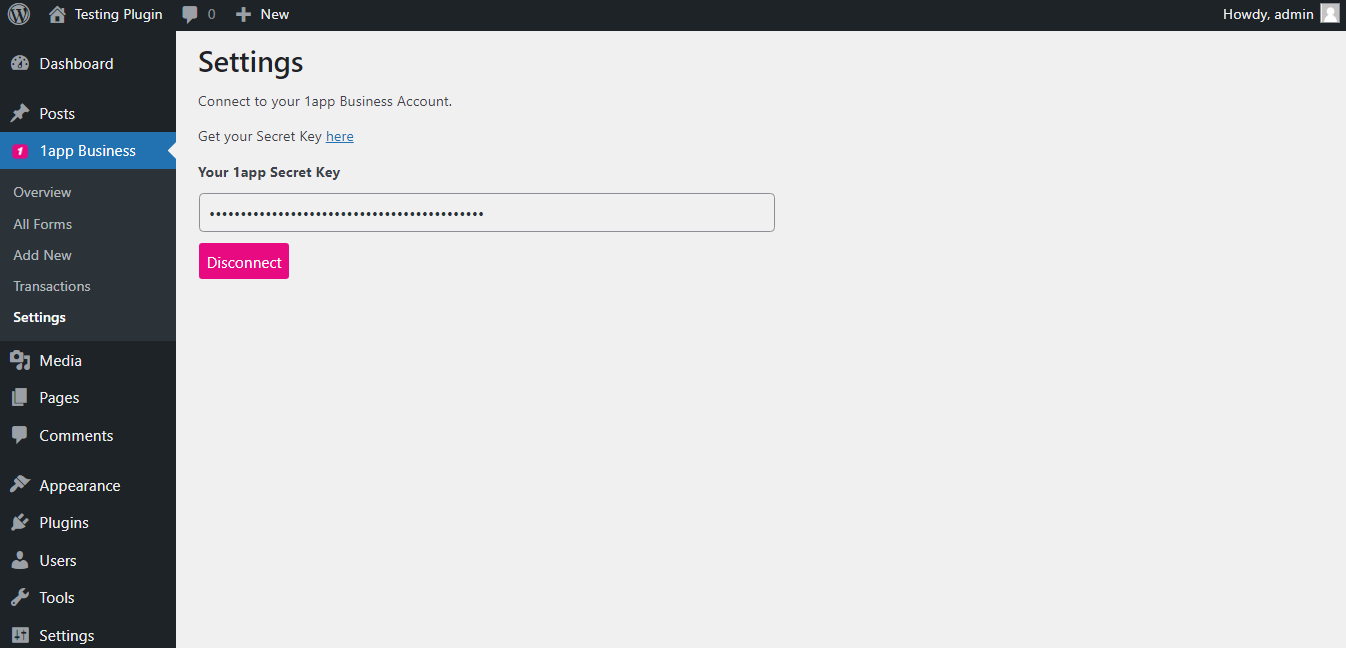 Testing Plugin 0 New Howdy, admin
Dashboard
Posts
1 1app Business
Overview
All Forms
Add New
Transactions
Settings
Media
Pages
Comments
Appearance
Plugins
Users
Tools
Settings
Settings
Connect to your 1app Business Account.
Get your Secret Key here
Your 1app Secret Key
••••••••••••••••••••••••••••••••••••••••••••
Disconnect